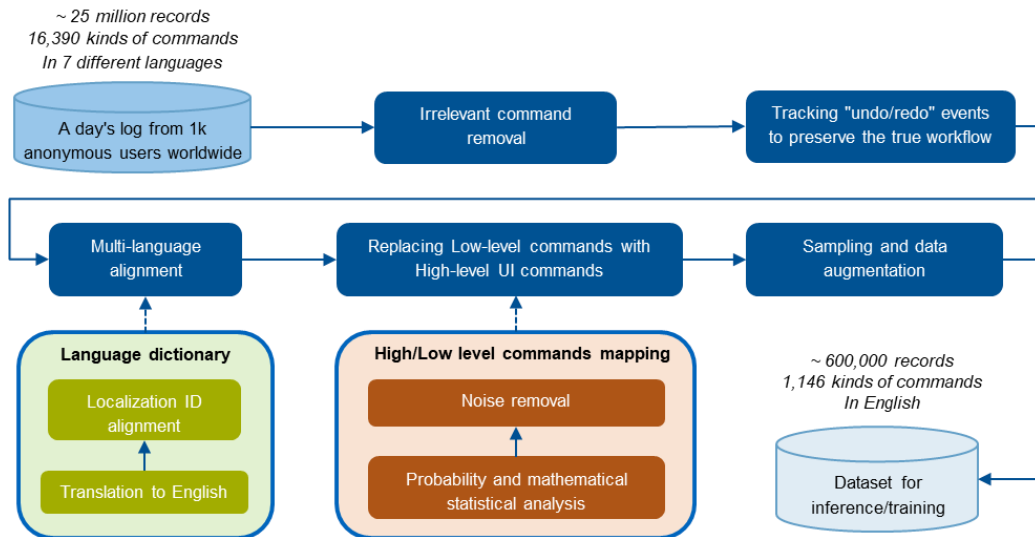 ~ 25 million records
16,390 kinds of commands
In 7 different languages
A day's log from 1k
anonymous users worldwide
Irrelevant command
removal
Tracking "undo/redo" events
to preserve the true workflow
Multi-language
alignment
Replacing Low-level commands with
High-level UI commands
Sampling and data
augmentation
Language dictionary
Localization ID
alignment
Translation to English
High/Low level commands mapping
Noise removal
Probability and mathematical
statistical analysis
~ 600,000 records
1,146 kinds of commands
In English
Dataset for
inference/training